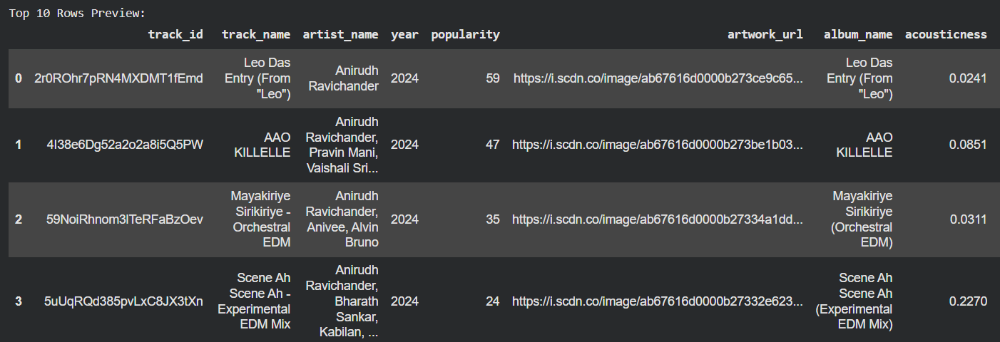 Top 10 Rows Preview:
track_id track_name artist_name year popularity artwork_url album_name acousticness
0 2r0ROhr7pRN4MXDMT1fEmd Leo Das Entry (From "Leo") Anirudh Ravichander 2024 59 https://i.scdn.co/image/ab67616d0000b273ce9c65... Leo Das Entry (From "Leo") 0.0241
1 4I38e6Dg52a2o2a8i5Q5PW AAO KILLELLE Anirudh Ravichander, Pravin Mani, Vaishali Sri... 2024 47 https://i.scdn.co/image/ab67616d0000b273be1b03... AAO KILLELLE 0.0851
2 59NoiRhnom3lTeRFaBzOev Mayakiriye Sirikiriye - Orchestral EDM Anirudh Ravichander, Anivee, Alvin Bruno 2024 35 https://i.scdn.co/image/ab67616d0000b27334a1dd... Mayakiriye Sirikiriye (Orchestral EDM) 0.0311
3 5uUqRQd385pvLxC8JX3tXn Scene Ah Scene Ah - Experimental EDM Mix Anirudh Ravichander, Bharath Sankar, Kabilan, ... 2024 24 https://i.scdn.co/image/ab67616d0000b27332e623... Scene Ah Scene Ah (Experimental EDM Mix) 0.2270